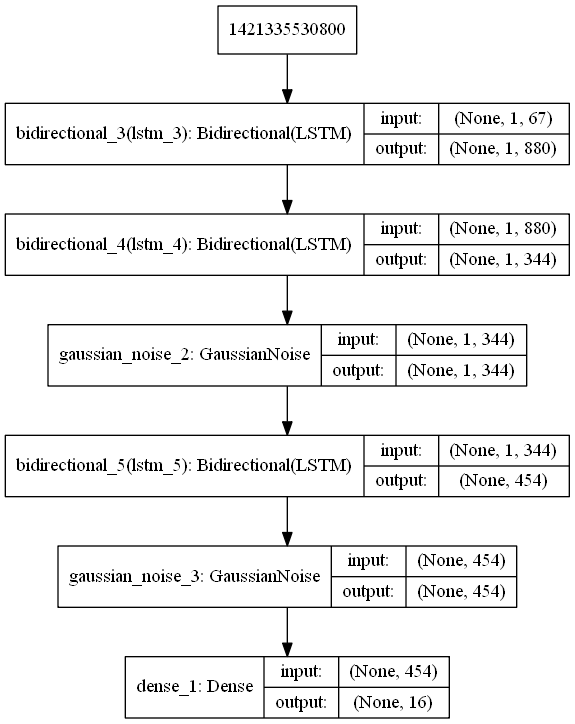 1421335530800
bidirectional_3(lstm_3): Bidirectional(LSTM)
input: (None, 1, 67)
output: (None, 1, 880)
bidirectional_4(lstm_4): Bidirectional(LSTM)
input: (None, 1, 880)
output: (None, 1, 344)
gaussian_noise_2: GaussianNoise
input: (None, 1, 344)
output: (None, 1, 344)
bidirectional_5(lstm_5): Bidirectional(LSTM)
input: (None, 1, 344)
output: (None, 454)
gaussian_noise_3: GaussianNoise
input: (None, 454)
output: (None, 454)
dense_1: Dense
input: (None, 454)
output: (None, 16)